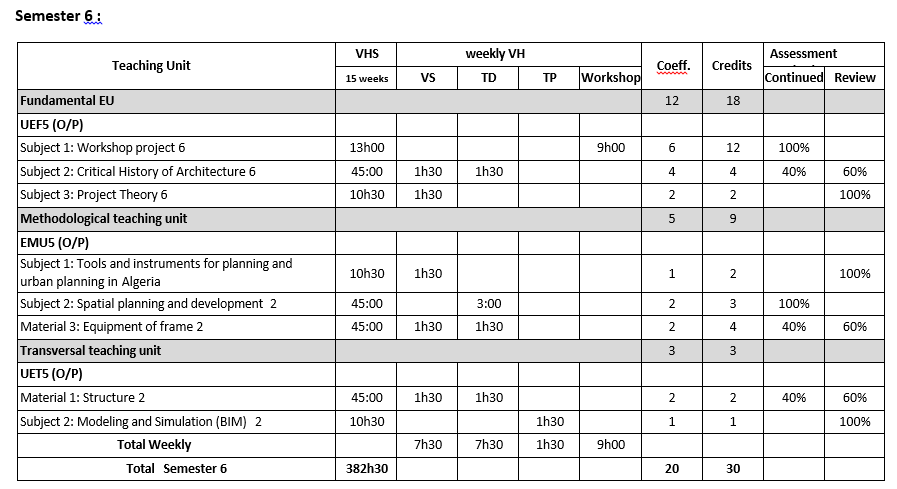 Semester 6 :
Teaching Unit VHS weekly VH Coeff. Credits Assessment
15 weeks VS TD TP Workshop Continued Review
Fundamental EU 12 18
UEF5 (O/P)
Subject 1: Workshop project 6 13h00 9h00 6 12 100%
Subject 2: Critical History of Architecture 6 45:00 1h30 1h30 4 4 40% 60%
Subject 3: Project Theory 6 10h30 1h30 2 2 100%
Methodological teaching unit 5 9
EMU5 (O/P)
Subject 1: Tools and instruments for planning and
urban planning in Algeria 10h30 1h30 1 2 100%
Subject 2: Spatial planning and development 2 45:00 3:00 2 3 100%
Material 3: Equipment of frame 2 45:00 1h30 1h30 2 4 40% 60%
Transversal teaching unit 3 3
UET5 (O/P)
Material 1: Structure 2 45:00 1h30 1h30 2 2 40% 60%
Subject 2: Modeling and Simulation (BIM) 2 10h30 1h30 1 1 100%
Total Weekly 7h30 7h30 1h30 9h00
Total Semester 6 382h30 20 30